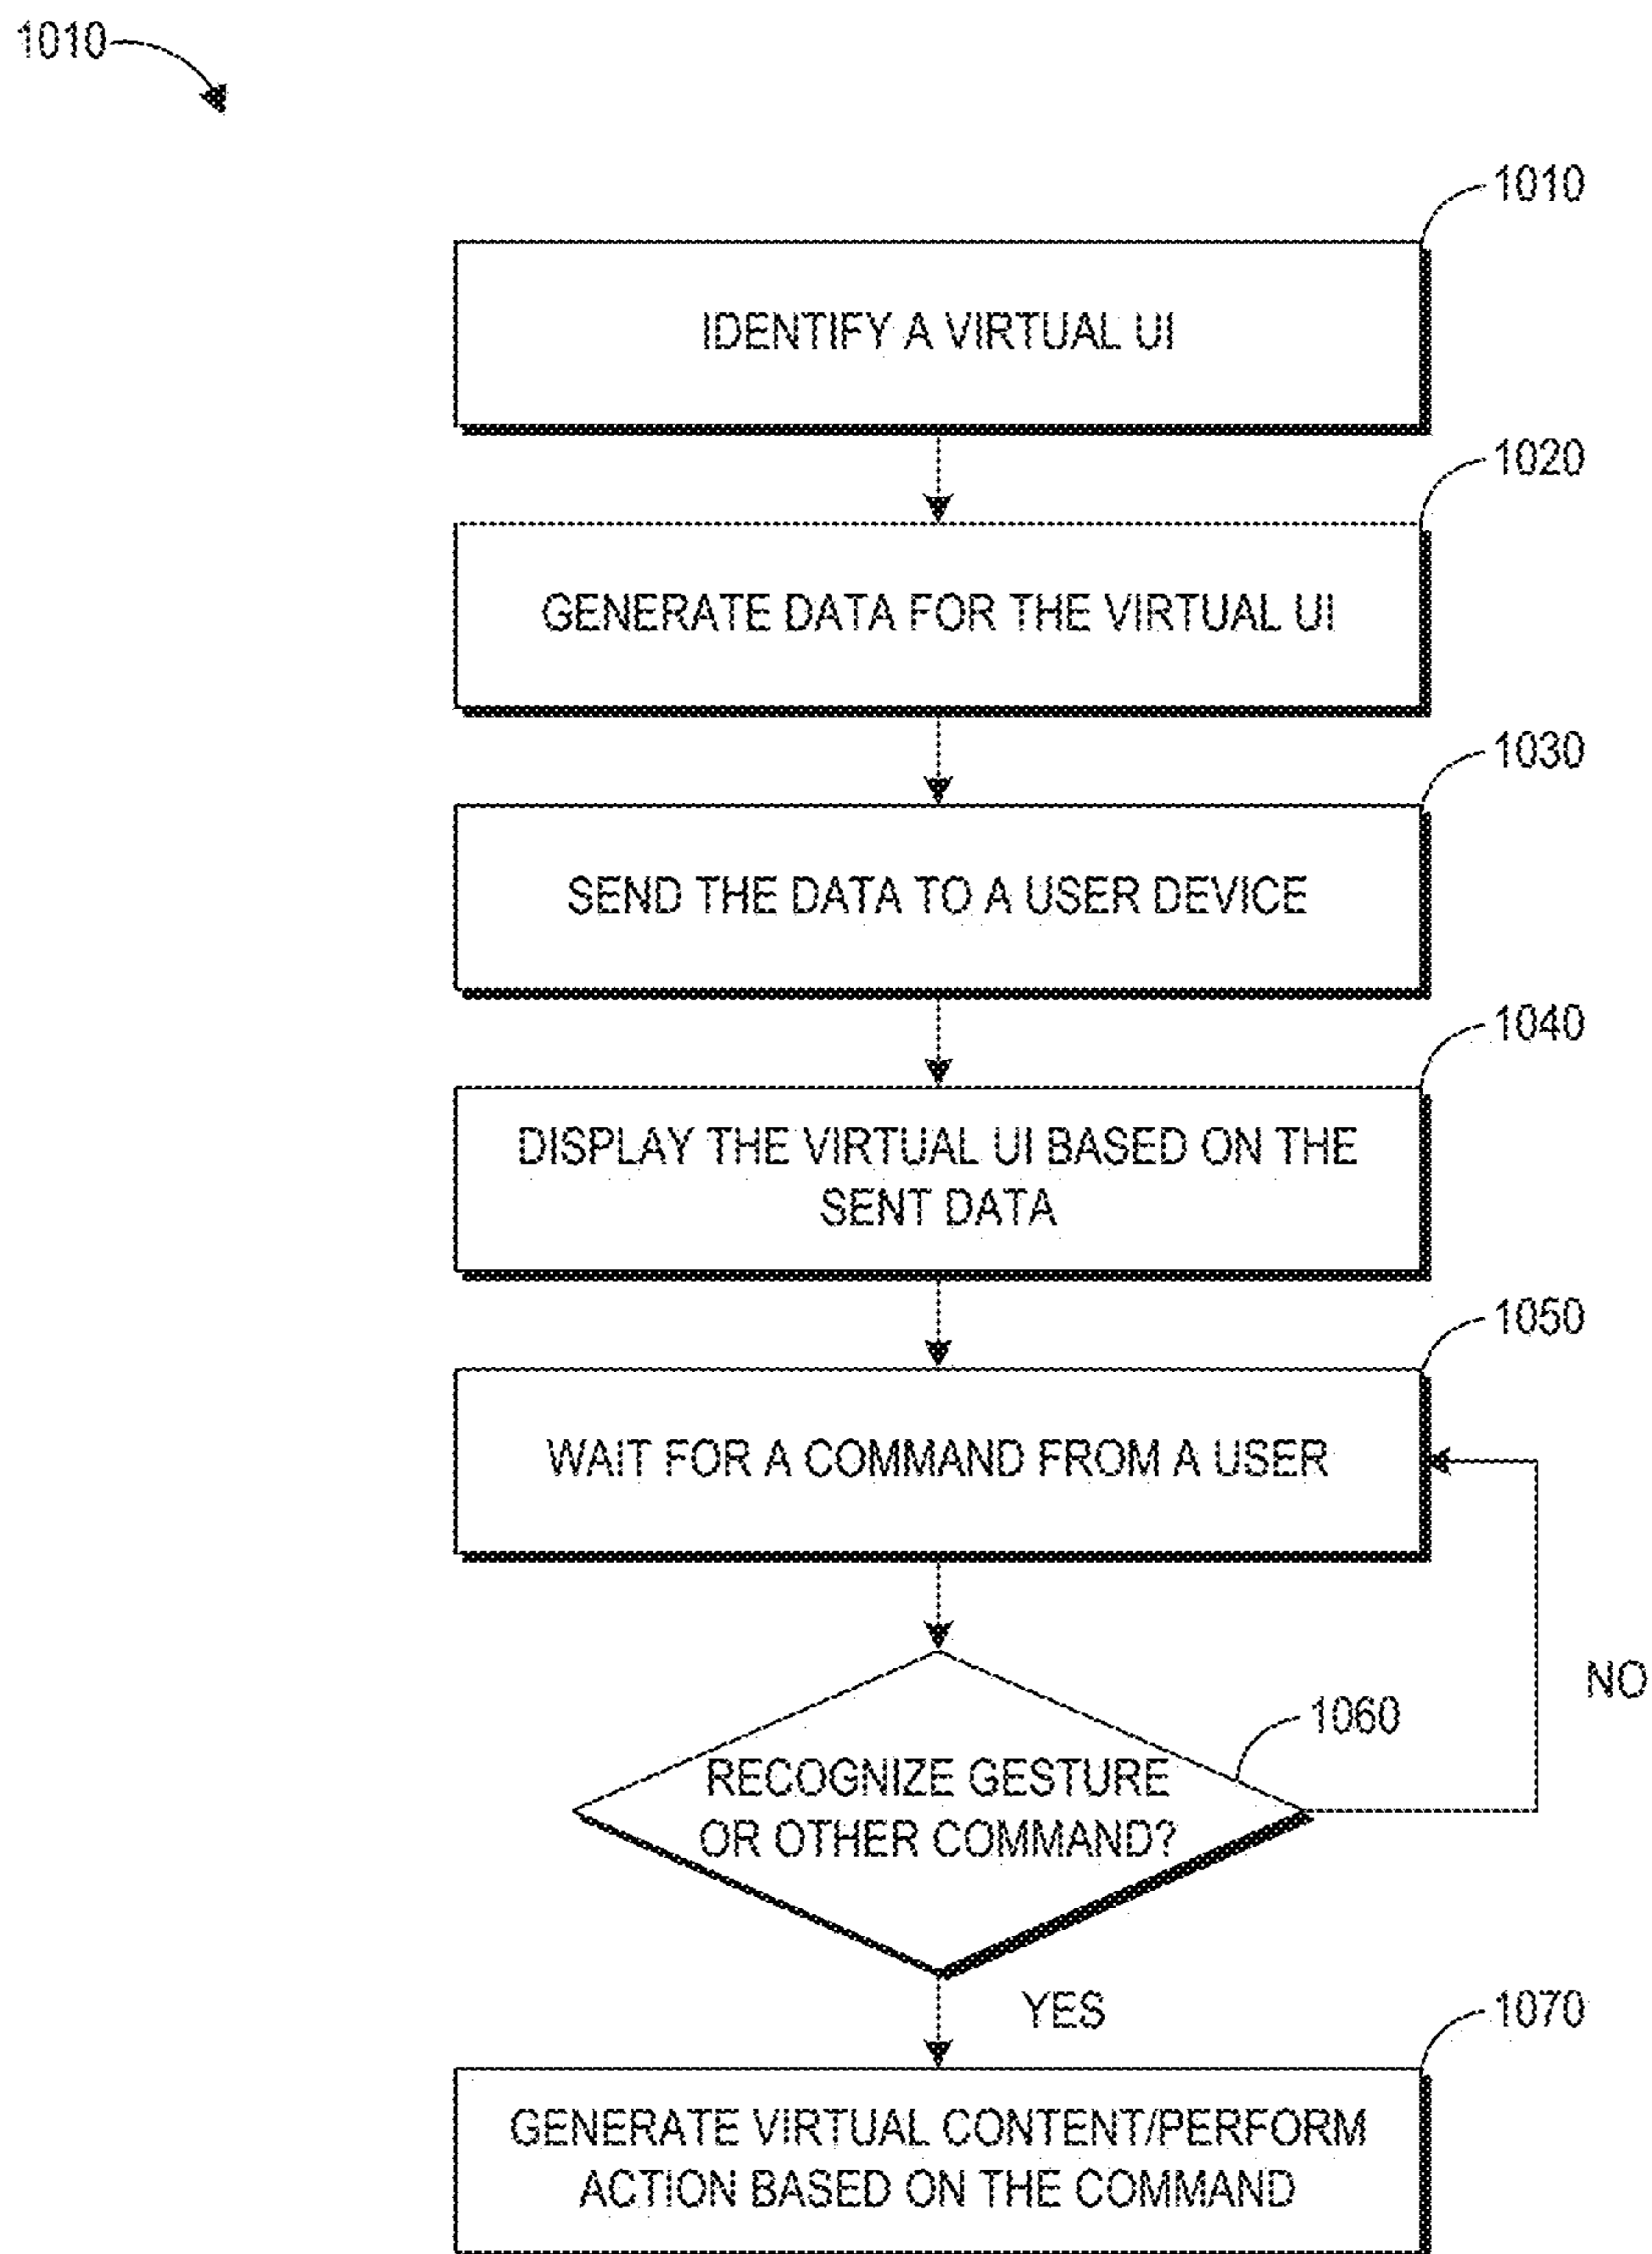 1010
1010
IDENTIFY A VIRTUAL UI
1020
GENERATE DATA FOR THE VIRTUAL UI
1030
SEND THE DATA TO A USER DEVICE
1040
DISPLAY THE VIRTUAL UI BASED ON THE
SENT DATA
1050
WAIT FOR A COMMAND FROM A USER
NO
1060
RECOGNIZE GESTURE
OR OTHER COMMAND?
YES
1070
GENERATE VIRTUAL CONTENT/PERFORM
ACTION BASED ON THE COMMAND